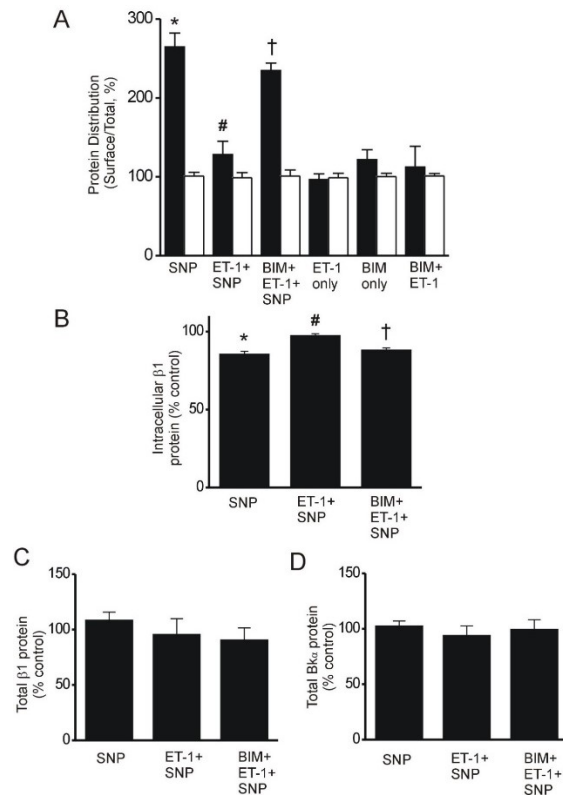 A
Protein Distribution
(Surface/Total, %)
300
200
100
0
*
#
†
SNP
ET-1+
SNP
BIM+
ET-1+
SNP
ET-1
only
BIM
only
BIM+
ET-1
B
Intracellular β1
protein (% control)
100
50
0
*
#
†
SNP
ET-1+
SNP
BIM+
ET-1+
SNP
C
Total β1 protein
(% control)
150
100
50
0
SNP
ET-1+
SNP
BIM+
ET-1+
SNP
D
Total Bkα protein
(% control)
150
100
50
0
SNP
ET-1+
SNP
BIM+
ET-1+
SNP